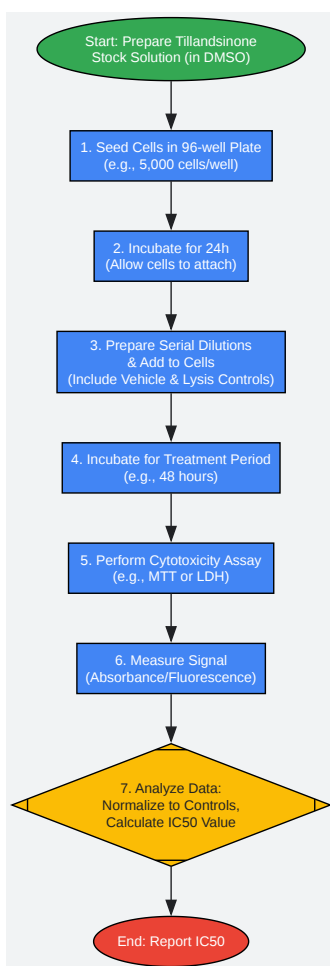 Start: Prepare Tillandsinone
Stock Solution (in DMSO)
1. Seed Cells in 96-well Plate
(e.g., 5,000 cells/well)
2. Incubate for 24h
(Allow cells to attach)
3. Prepare Serial Dilutions
& Add to Cells
(Include Vehicle & Lysis Controls)
4. Incubate for Treatment Period
(e.g., 48 hours)
5. Perform Cytotoxicity Assay
(e.g., MTT or LDH)
6. Measure Signal
(Absorbance/Fluorescence)
7. Analyze Data:
Normalize to Controls,
Calculate IC50 Value
End: Report IC50